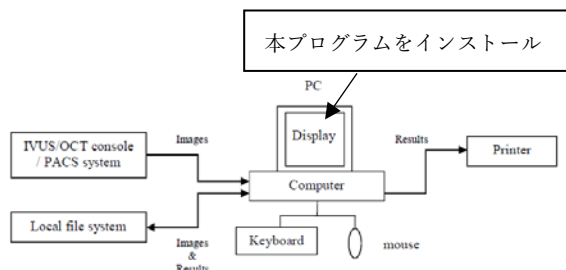 本プログラムをインストール
PC
IVUS/OCT console
/ PACS system
Images
Display
Results
Printer
Computer
Local file system
Images
&
Results
Keyboard
mouse